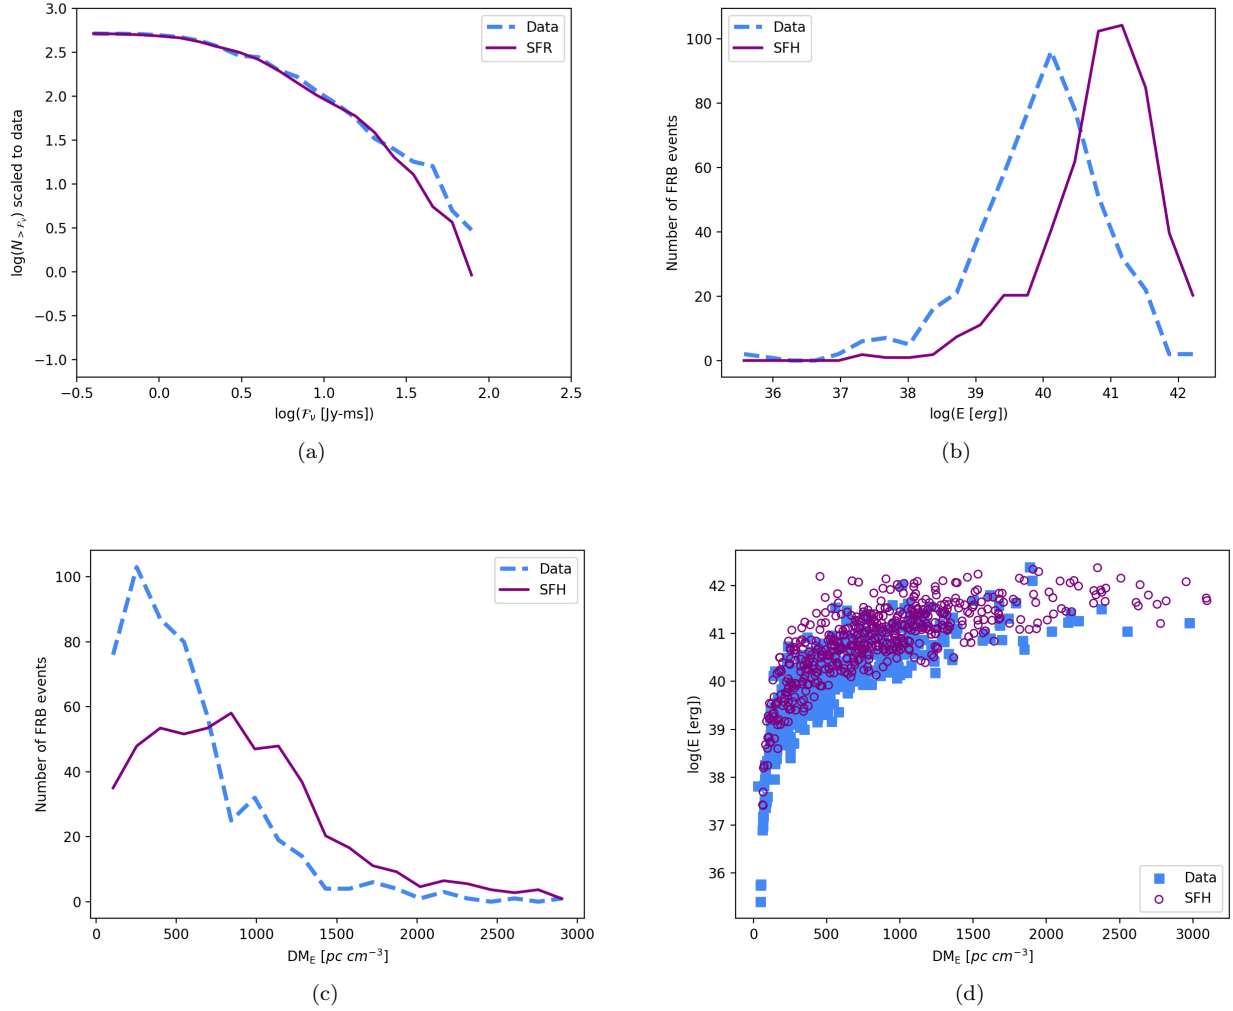 3.0
2.5
2.0
1.5
1.0
0.5
0.0
−0.5
−1.0
log(N>𝓕ν) scaled to data
Data
SFR
−0.5 0.0 0.5 1.0 1.5 2.0 2.5
log(𝓕ν [Jy-ms])
(a)
100
80
60
40
20
0
Number of FRB events
Data
SFH
36 37 38 39 40 41 42
log(E [erg])
(b)
100
80
60
40
20
0
Number of FRB events
Data
SFH
0 500 1000 1500 2000 2500 3000
DM_E [pc cm⁻³]
(c)
42
41
40
39
38
37
36
log(E [erg])
Data
SFH
0 500 1000 1500 2000 2500 3000
DM_E [pc cm⁻³]
(d)